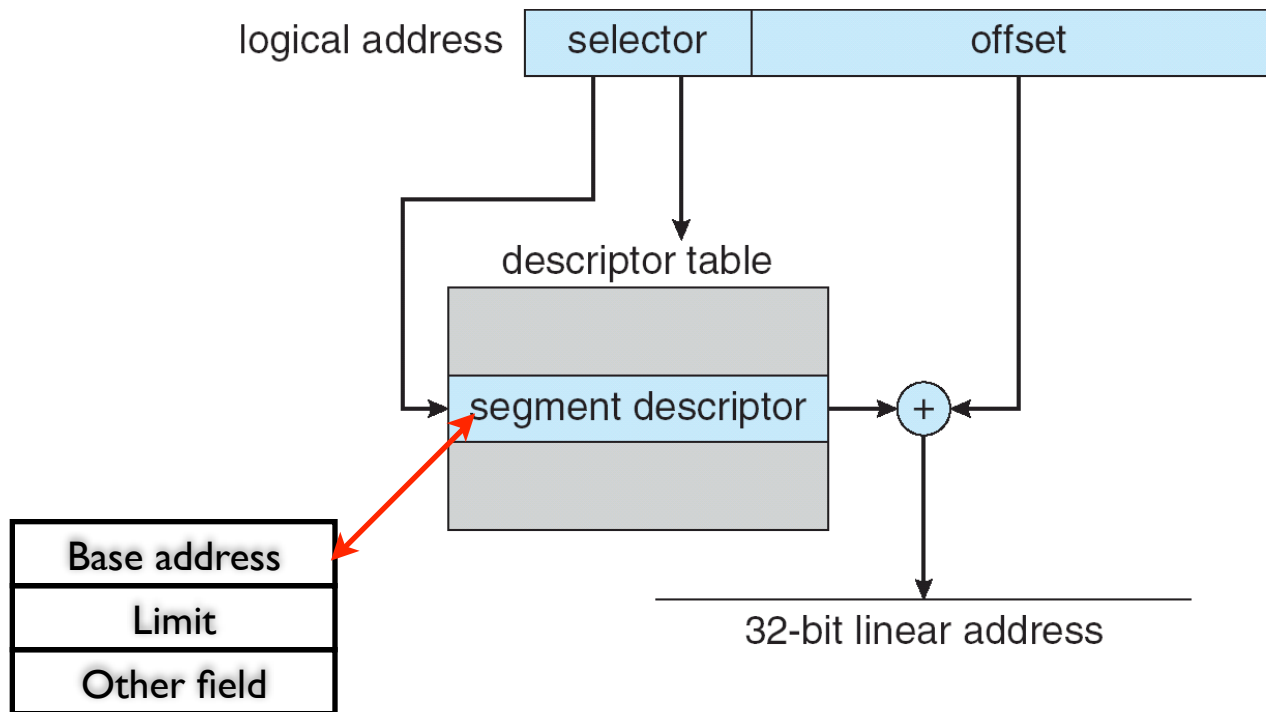 logical address
selector
offset
descriptor table
segment descriptor
+
Base address
Limit
Other field
32-bit linear address